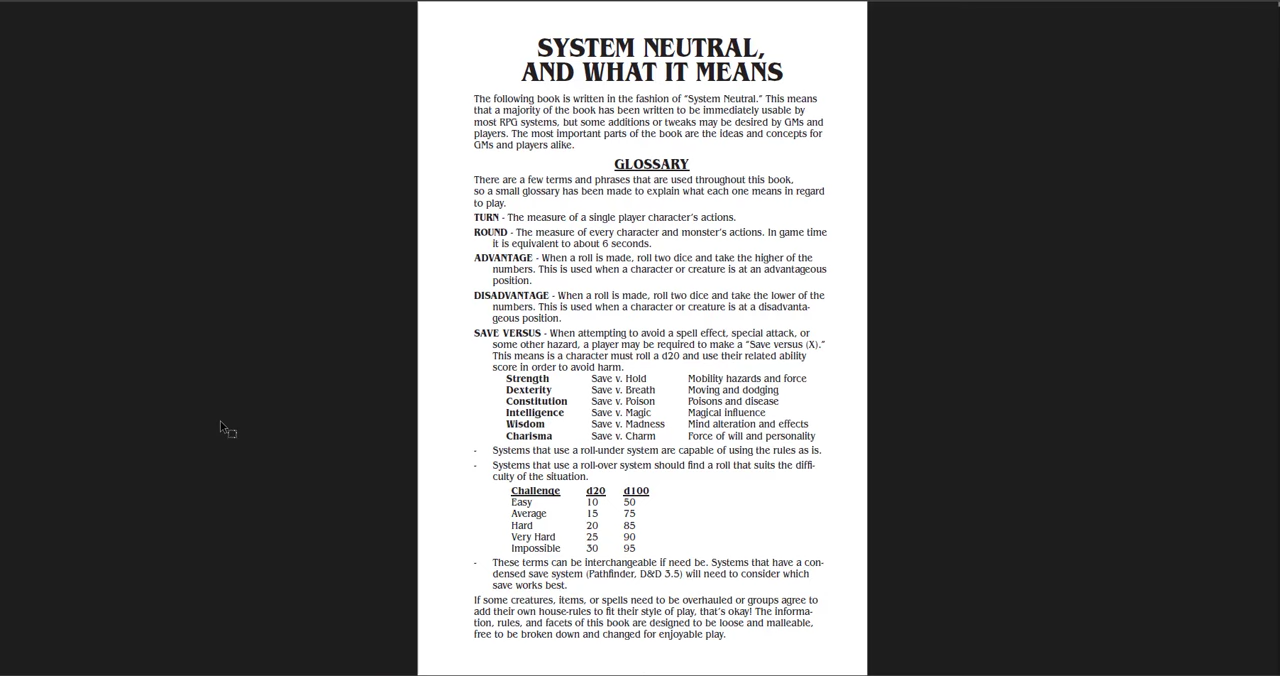 SYSTEM NEUTRAL,
AND WHAT IT MEANS
The following book is written in the fashion of "System Neutral." This means
that a majority of the book has been written to be immediately usable by
most RPG systems, but some additions or tweaks may be desired by GMs and
players. The most important parts of the book are the ideas and concepts for
GMs and players alike.
GLOSSARY
There are a few terms and phrases that are used throughout this book,
so a small glossary has been made to explain what each one means in regard
to play.
TURN - The measure of a single player character's actions.
ROUND - The measure of every character and monster's actions. In game time
it is equivalent to about 6 seconds.
ADVANTAGE - When a roll is made, roll two dice and take the higher of the
numbers. This is used when a character or creature is at an advantageous
position.
DISADVANTAGE - When a roll is made, roll two dice and take the lower of the
numbers. This is used when a character or creature is at a disadvanta-
geous position.
SAVE VERSUS - When attempting to avoid a spell effect, special attack, or
some other hazard, a player may be required to make a "Save versus (X)."
This means is a character must roll a d20 and use their related ability
score in order to avoid harm.
Strength Save v. Hold Mobility hazards and force
Dexterity Save v. Breath Moving and dodging
Constitution Save v. Poison Poisons and disease
Intelligence Save v. Magic Magical influence
Wisdom Save v. Madness Mind alteration and effects
Charisma Save v. Charm Force of will and personality
- Systems that use a roll-under system are capable of using the rules as is.
- Systems that use a roll-over system should find a roll that suits the diffi-
culty of the situation.
Challenge d20 d100
Easy 10 50
Average 15 75
Hard 20 85
Very Hard 25 90
Impossible 30 95
- These terms can be interchangeable if need be. Systems that have a con-
densed save system (Pathfinder, D&D 3.5) will need to consider which
save works best.
If some creatures, items, or spells need to be overhauled or groups agree to
add their own house-rules to fit their style of play, that's okay! The informa-
tion, rules, and facets of this book are designed to be loose and malleable,
free to be broken down and changed for enjoyable play.